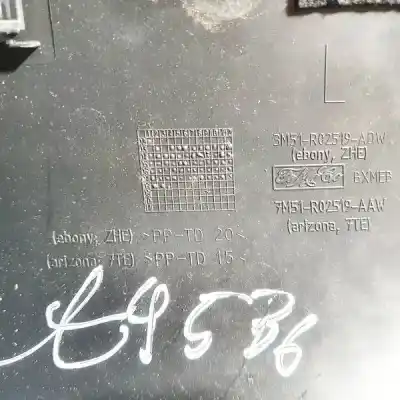 L
3M51-R02519-ADW
(ebony, ZHE)
FoMoCo BXMEB
7M51-R02519-AAW
(arizona, 7TE)
(ebony, ZHE) >PP-TD 20<
(arizona, 7TE) >PP-TD 15<